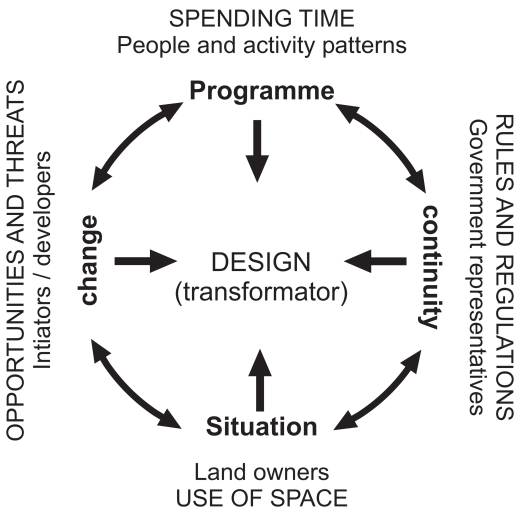 SPENDING TIME
People and activity patterns
Programme
OPPORTUNITIES AND THREATS
Intiators / developers
change
DESIGN
(transformator)
continuity
Government representatives
RULES AND REGULATIONS
Situation
Land owners
USE OF SPACE